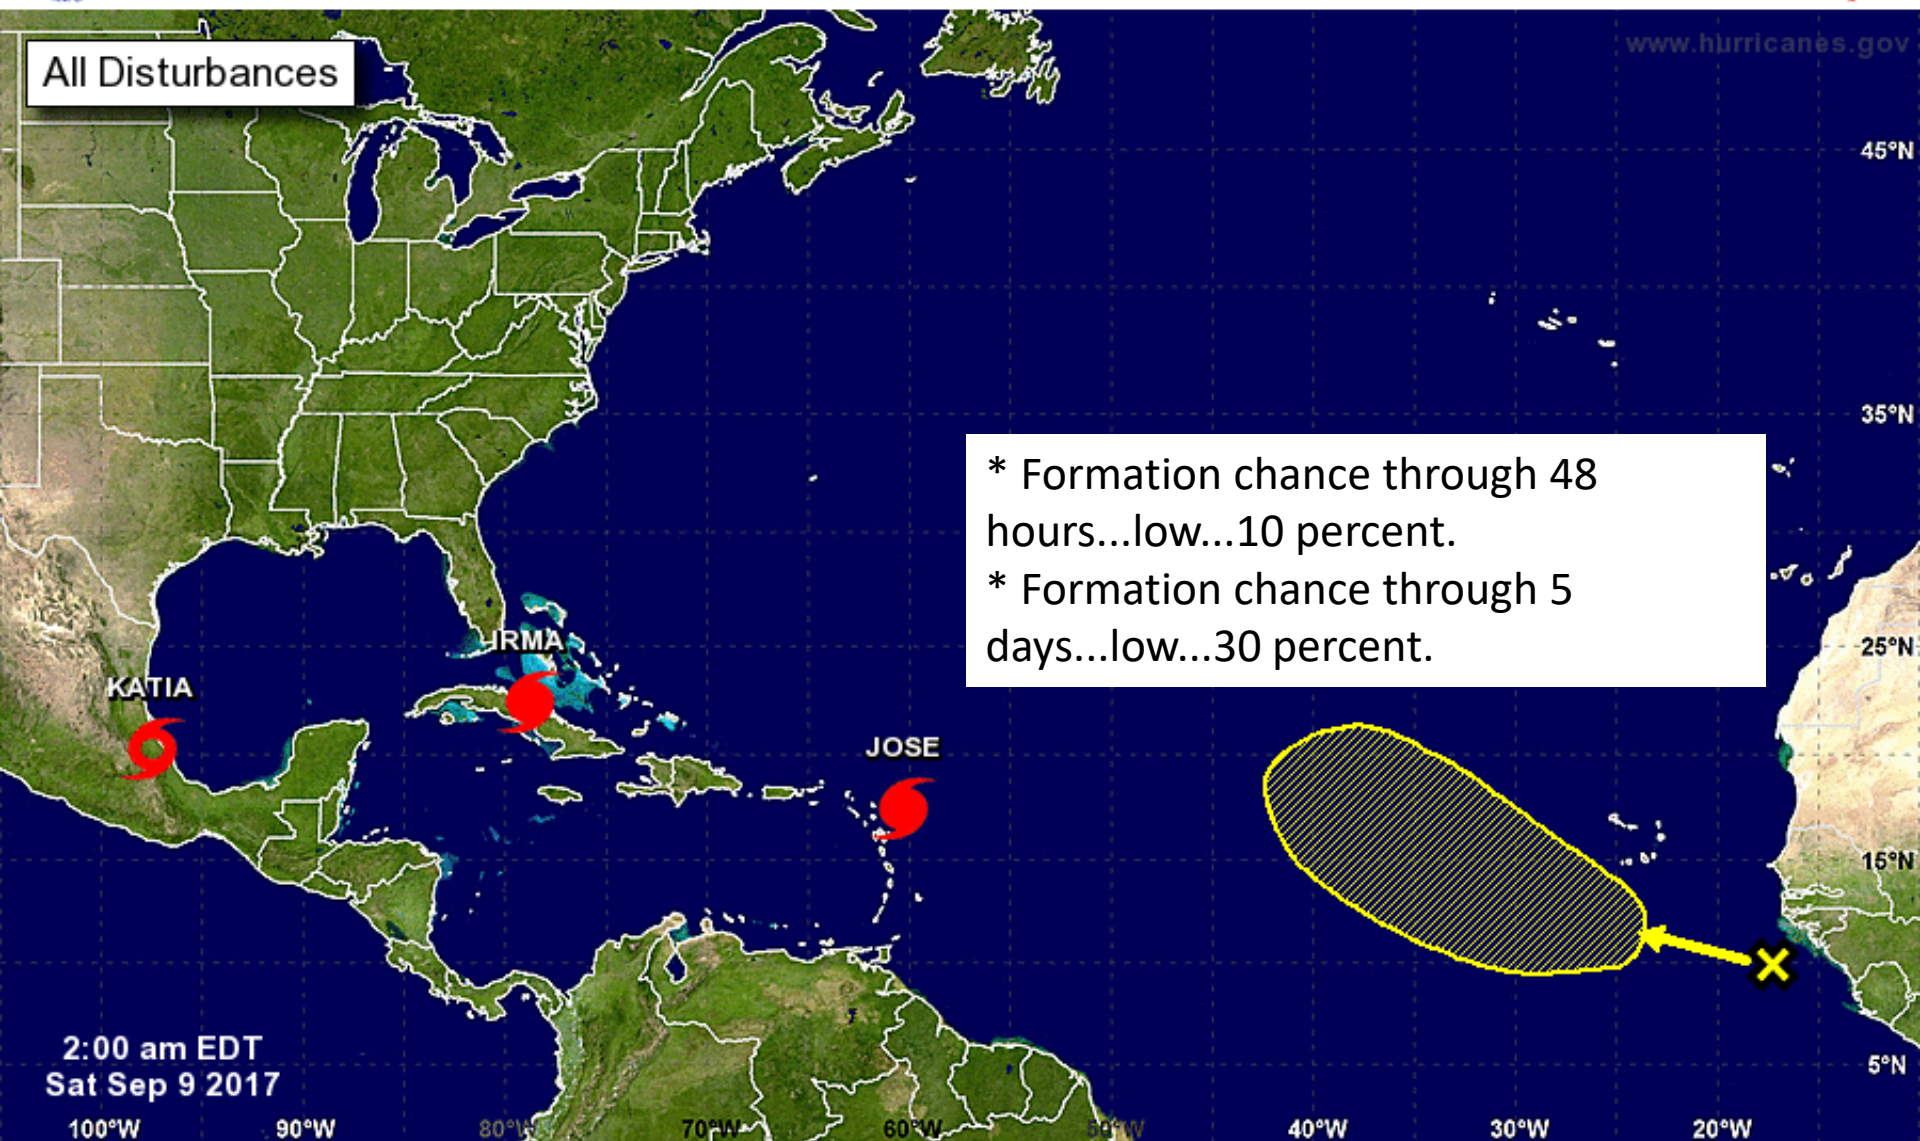 www.hurricanes.gov
All Disturbances
45°N
35°N
* Formation chance through 48
hours...low...10 percent.
* Formation chance through 5
days...low...30 percent.
25°N
IRMA
KATIA
JOSE
15°N
2:00 am EDT
Sat Sep 9 2017
5°N
100°W 90°W 80°W 70°W 60°W 50°W 40°W 30°W 20°W